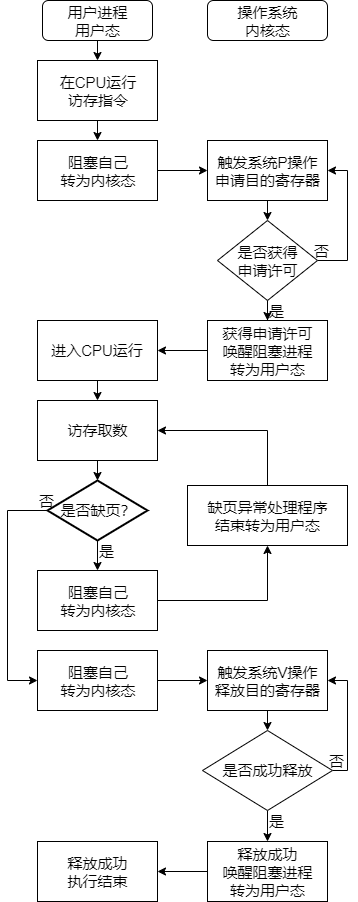 用户进程
用户态
操作系统
内核态
在CPU运行
访存指令
阻塞自己
转为内核态
触发系统P操作
申请目的寄存器
是否获得
申请许可
否
是
进入CPU运行
获得申请许可
唤醒阻塞进程
转为用户态
访存取数
否
是否缺页？
是
缺页异常处理程序
结束转为用户态
阻塞自己
转为内核态
阻塞自己
转为内核态
触发系统V操作
释放目的寄存器
是否成功释放
否
是
释放成功
执行结束
释放成功
唤醒阻塞进程
转为用户态